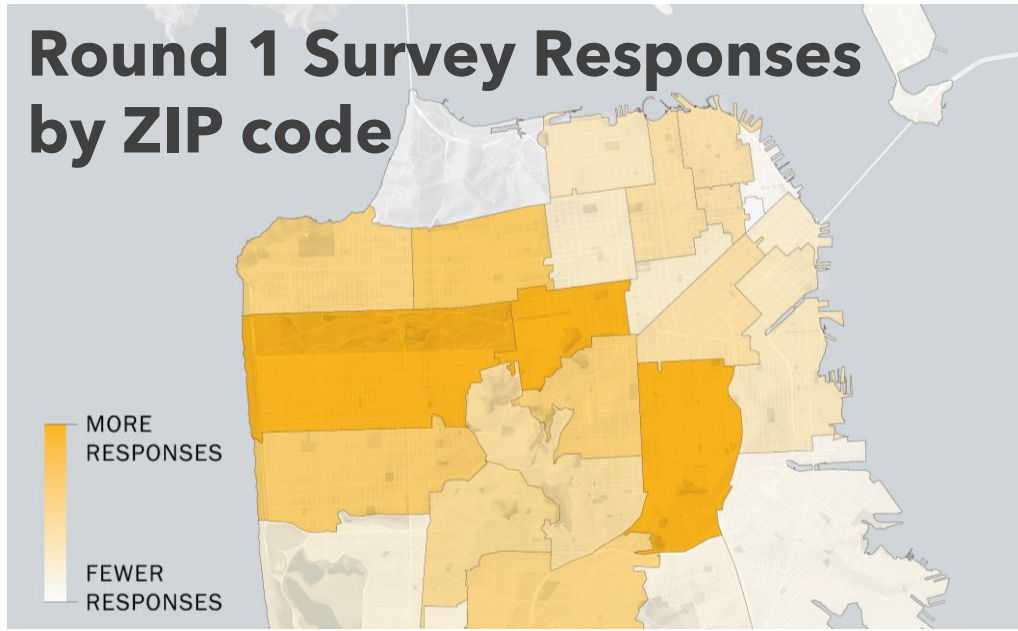 Round 1 Survey Responses
by ZIP code
MORE
RESPONSES
FEWER
RESPONSES